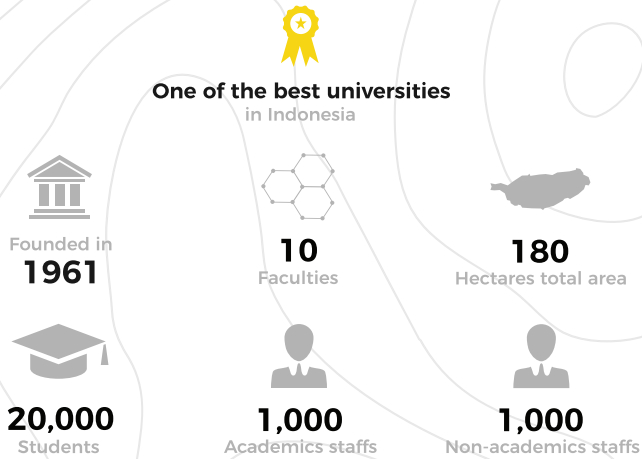 One of the best universities
in Indonesia
Founded in
1961
10
Faculties
180
Hectares total area
20,000
Students
1,000
Academics staffs
1,000
Non-academics staffs